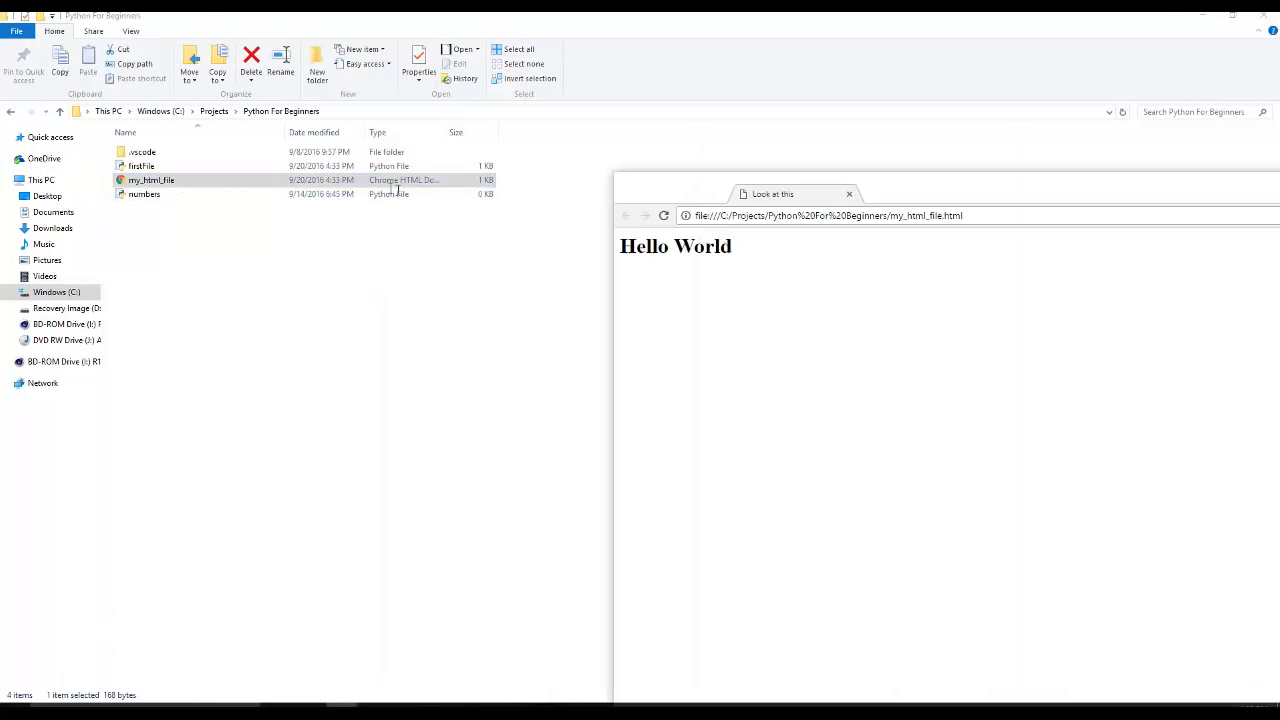 Python For Beginners
File Home Share View
Pin to Quick access
Copy
Paste
Cut
Copy path
Paste shortcut
Clipboard
Move to
Copy to
Delete
Rename
Organize
New folder
New item
Easy access
New
Properties
Open
Edit
History
Open
Select all
Select none
Invert selection
Select
This PC Windows (C:) Projects Python For Beginners
Search Python For Beginners
Name Date modified Type Size
.vscode 9/8/2016 9:57 PM File folder
firstFile 9/20/2016 4:33 PM Python File 1 KB
my_html_file 9/20/2016 4:33 PM Chrome HTML Do... 1 KB
numbers 9/14/2016 6:45 PM Python File 0 KB
Quick access
OneDrive
This PC
Desktop
Documents
Downloads
Music
Pictures
Videos
Windows (C:)
Recovery Image (D:
BD-ROM Drive (I:) F
DVD RW Drive (J:) A
BD-ROM Drive (I:) R1
Network
4 items 1 item selected 168 bytes
Look at this
file:///C:/Projects/Python%20For%20Beginners/my_html_file.html
Hello World